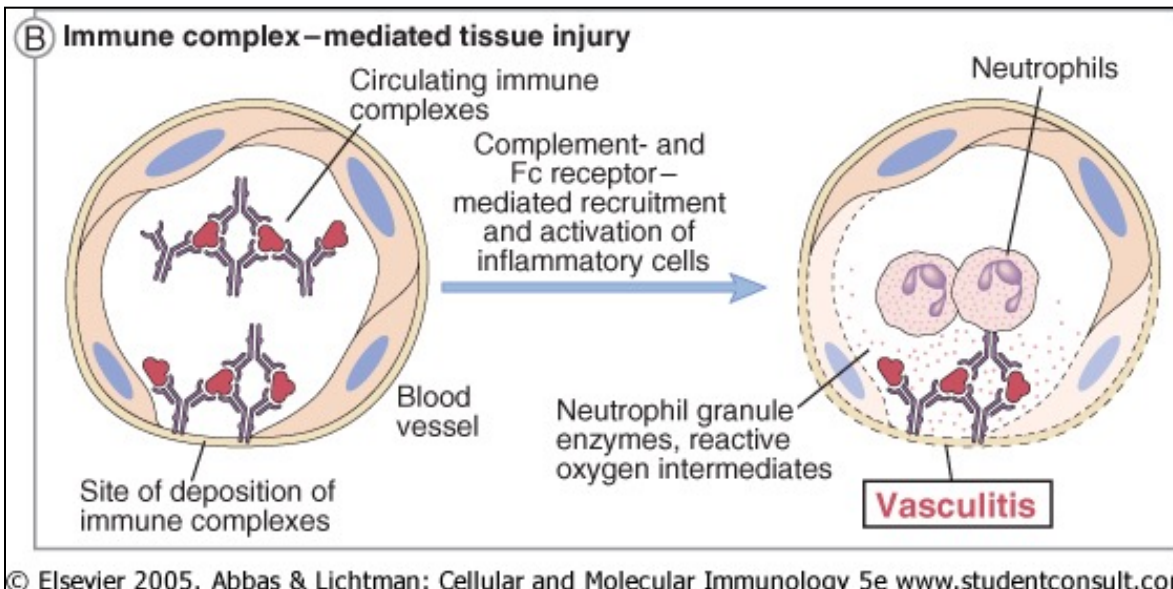 B Immune complex–mediated tissue injury
Circulating immune
complexes
Complement- and
Fc receptor–
mediated recruitment
and activation of
inflammatory cells
Neutrophils
Blood
vessel
Site of deposition of
immune complexes
Neutrophil granule
enzymes, reactive
oxygen intermediates
Vasculitis
© Elsevier 2005. Abbas & Lichtman: Cellular and Molecular Immunology 5e www.studentconsult.con